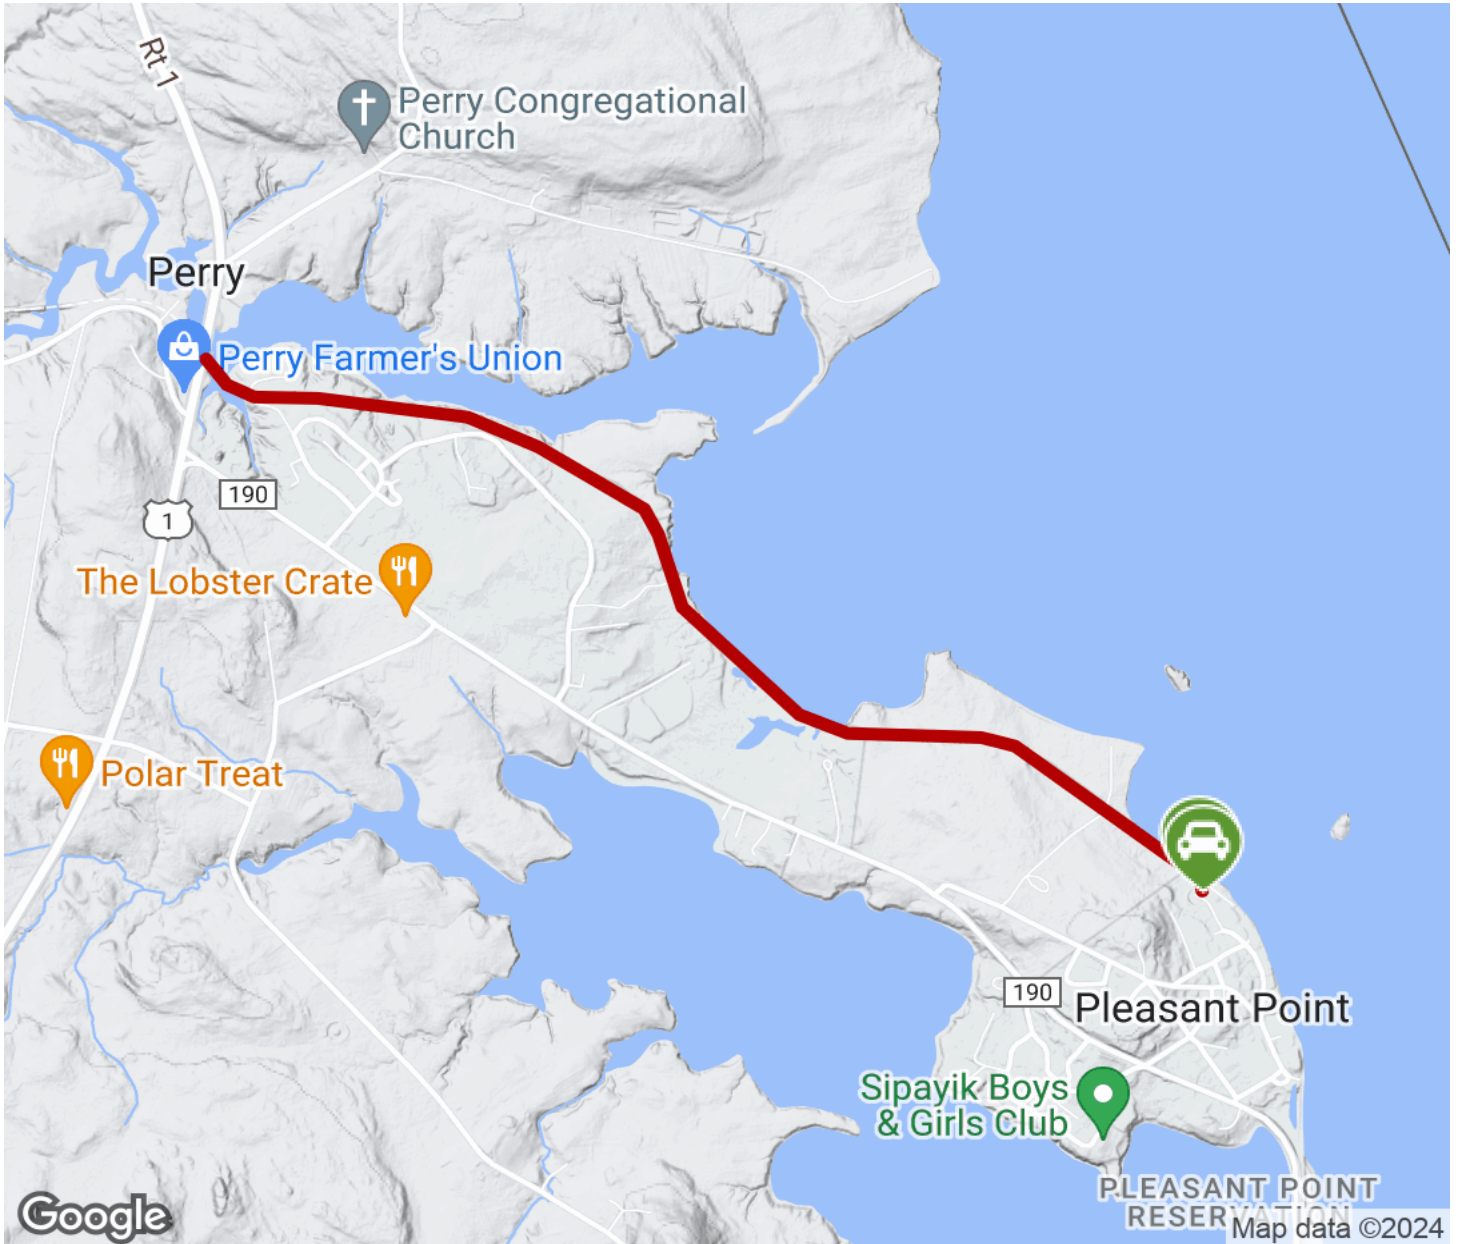 Rt 1
Perry Congregational
Church
Perry
Perry Farmer's Union
190
1
The Lobster Crate
Polar Treat
190
Pleasant Point
Sipayik Boys
& Girls Club
PLEASANT POINT
RESERVATION
Google
Map data ©2024